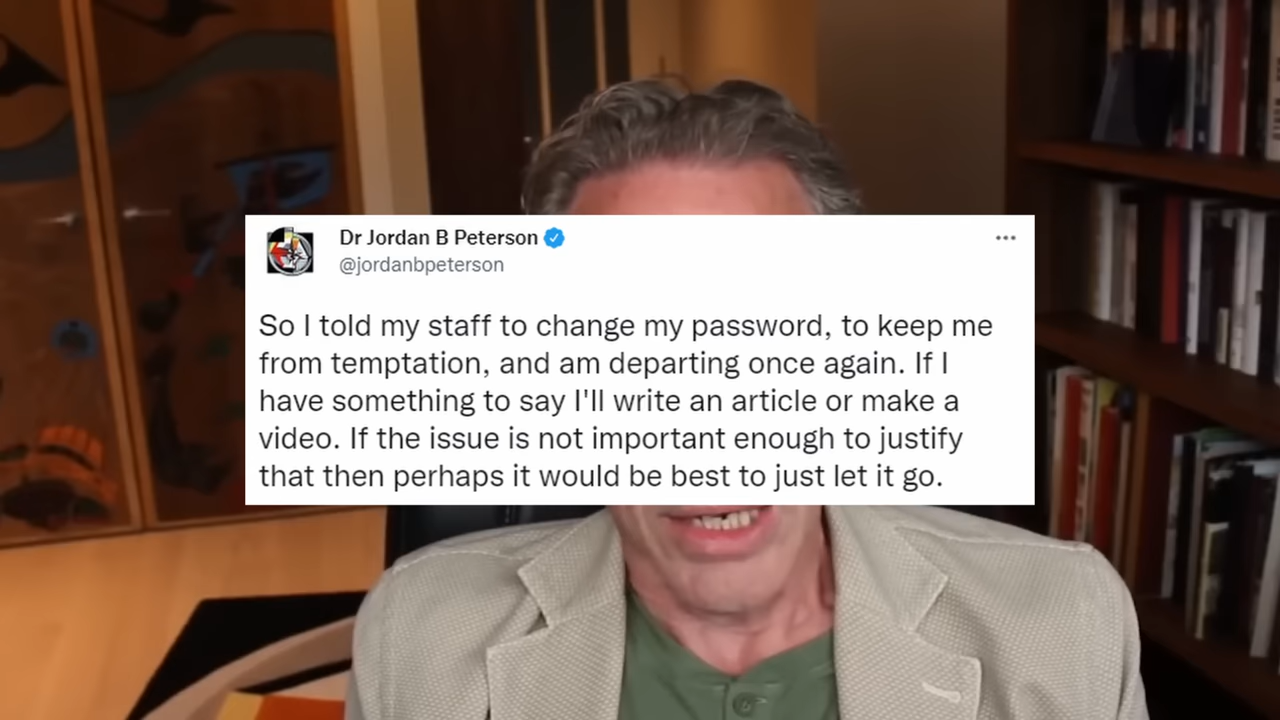 Dr Jordan B Peterson
@jordanbpeterson
So I told my staff to change my password, to keep me
from temptation, and am departing once again. If I
have something to say I'll write an article or make a
video. If the issue is not important enough to justify
that then perhaps it would be best to just let it go.